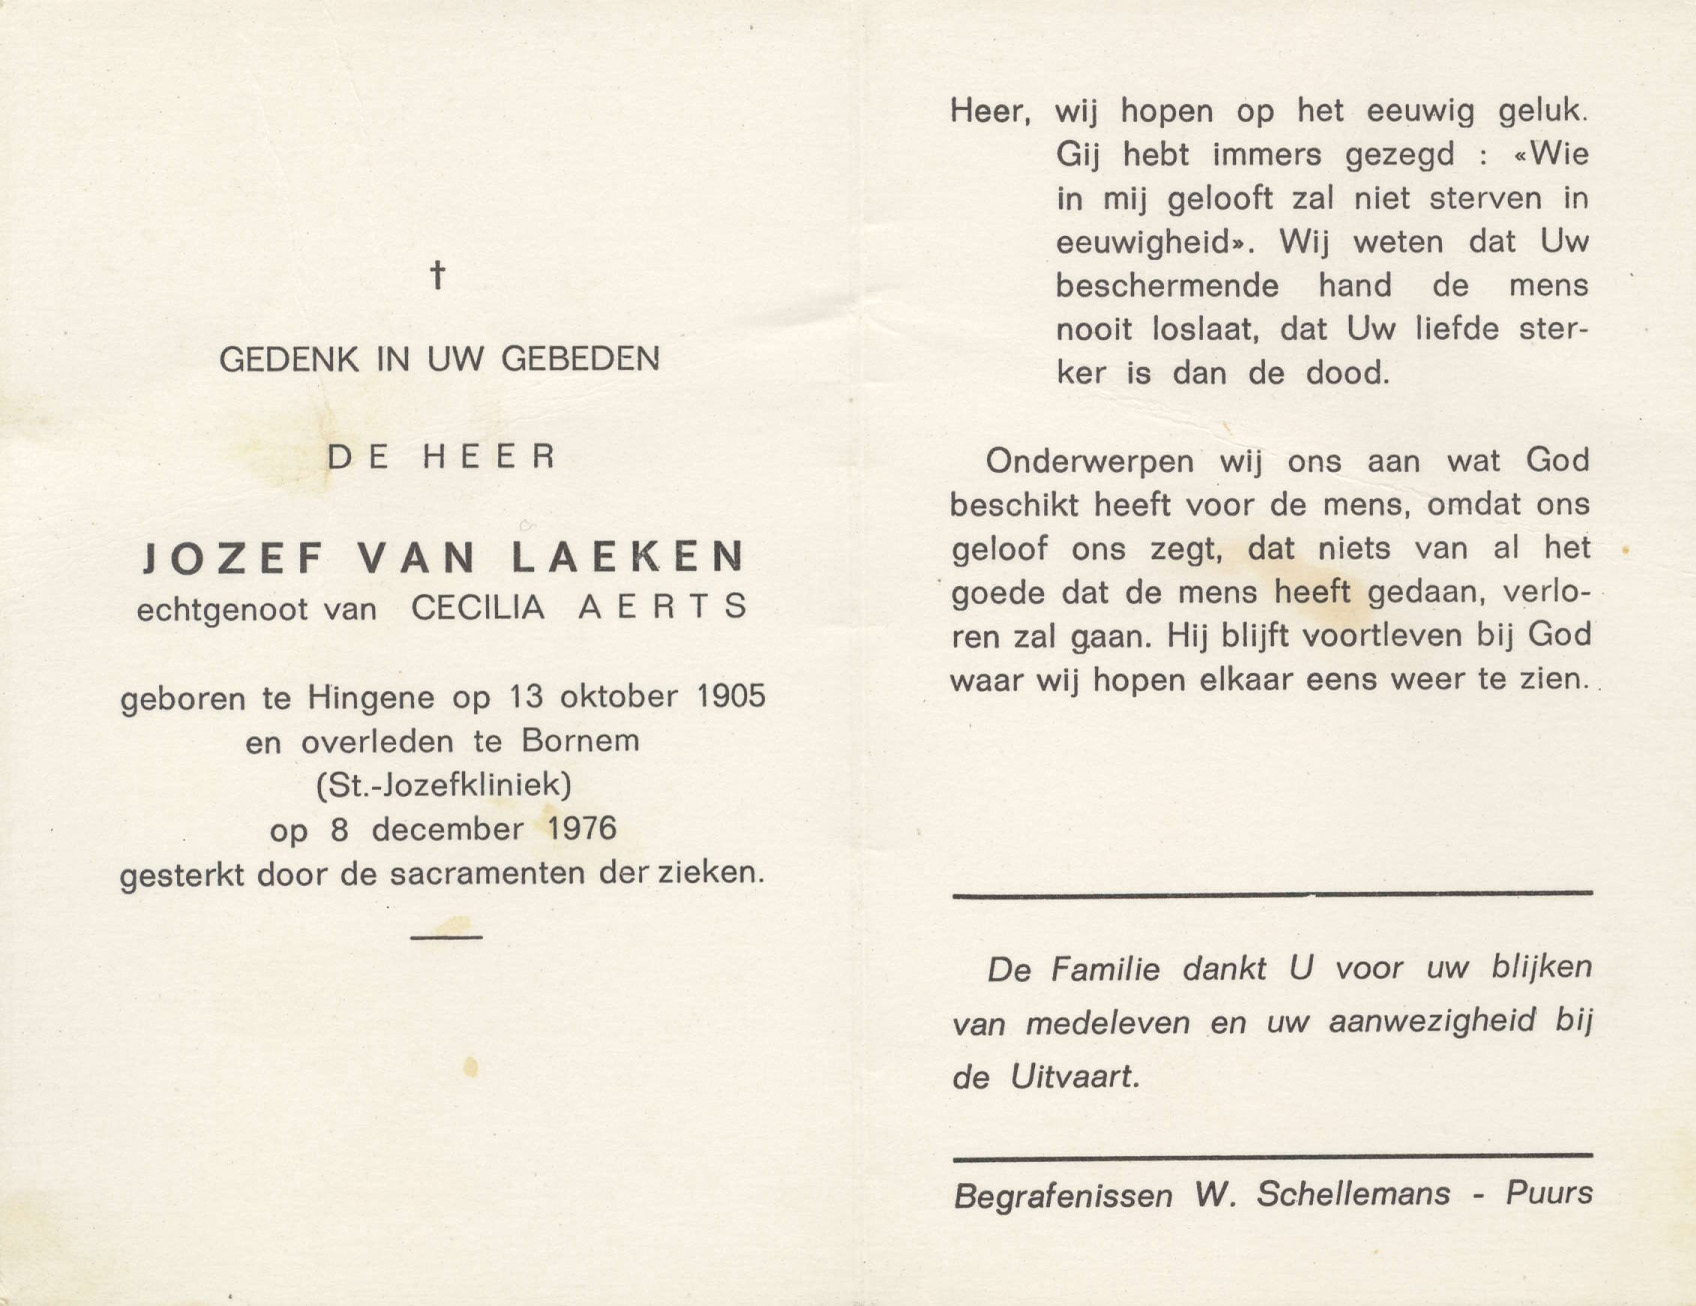 †
GEDENK IN UW GEBEDEN
DE HEER
JOZEF VAN LAEKEN
echtgenoot van CECILIA AERTS
geboren te Hingene op 13 oktober 1905
en overleden te Bornem
(St.-Jozefkliniek)
op 8 december 1976
gesterkt door de sacramenten der zieken.
Heer, wij hopen op het eeuwig geluk.
Gij hebt immers gezegd : «Wie
in mij gelooft zal niet sterven in
eeuwigheid». Wij weten dat Uw
beschermende hand de mens
nooit loslaat, dat Uw liefde ster-
ker is dan de dood.
Onderwerpen wij ons aan wat God
beschikt heeft voor de mens, omdat ons
geloof ons zegt, dat niets van al het
goede dat de mens heeft gedaan, verlo-
ren zal gaan. Hij blijft voortleven bij God
waar wij hopen elkaar eens weer te zien.
De Familie dankt U voor uw blijken
van medeleven en uw aanwezigheid bij
de Uitvaart.
Begrafenissen W. Schellemans - Puurs